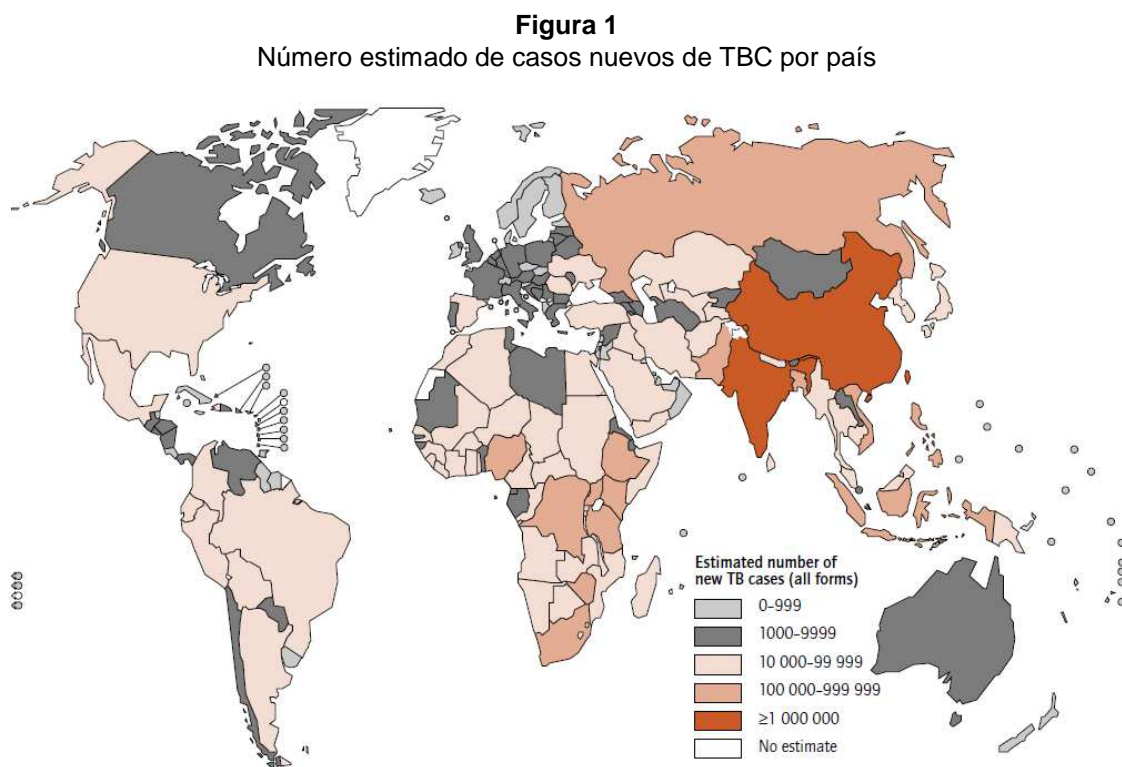 Figura 1
Número estimado de casos nuevos de TBC por país
Estimated number of
new TB cases (all forms)
0–999
1000–9999
10 000–99 999
100 000–999 999
≥1 000 000
No estimate